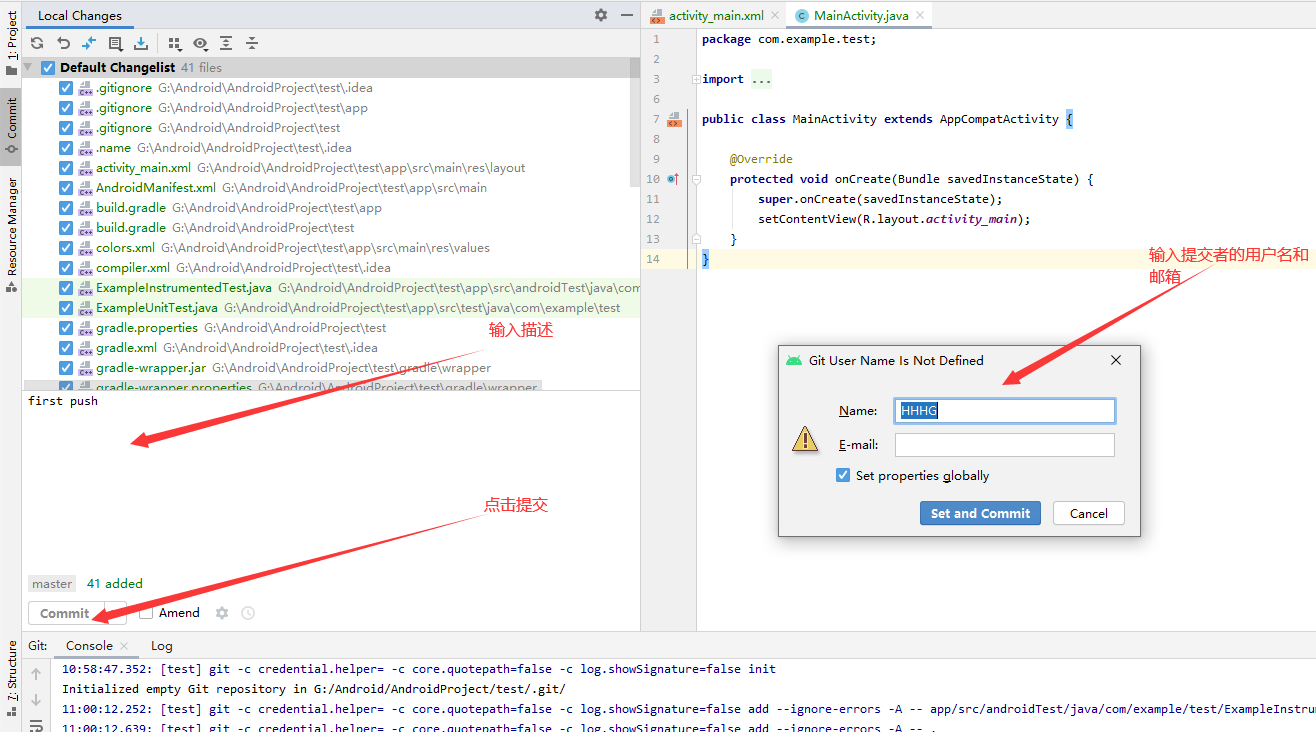 Local Changes
Default Changelist 41 files
.gitignore G:\Android\AndroidProject\test\.idea
.gitignore G:\Android\AndroidProject\test\app
.gitignore G:\Android\AndroidProject\test
.name G:\Android\AndroidProject\test\.idea
activity_main.xml G:\Android\AndroidProject\test\app\src\main\res\layout
AndroidManifest.xml G:\Android\AndroidProject\test\app\src\main
build.gradle G:\Android\AndroidProject\test\app
build.gradle G:\Android\AndroidProject\test
colors.xml G:\Android\AndroidProject\test\app\src\main\res\values
compiler.xml G:\Android\AndroidProject\test\.idea
ExampleInstrumentedTest.java G:\Android\AndroidProject\test\app\src\androidTest\java\com
ExampleUnitTest.java G:\Android\AndroidProject\test\app\src\test\java\com\example\test
gradle.properties G:\Android\AndroidProject\test
gradle.xml G:\Android\AndroidProject\test\.idea
gradle-wrapper.jar G:\Android\AndroidProject\test\gradle\wrapper
gradle-wrapper.properties G:\Android\AndroidProject\test\gradle\wrapper
输入描述
first push
点击提交
master 41 added
Commit Amend
1: Project
Commit
Resource Manager
7: Structure
activity_main.xml MainActivity.java
1 package com.example.test;
2
3 import ...
6
7 public class MainActivity extends AppCompatActivity {
8
9 @Override
10 protected void onCreate(Bundle savedInstanceState) {
11 super.onCreate(savedInstanceState);
12 setContentView(R.layout.activity_main);
13 }
14 }
输入提交者的用户名和
邮箱
Git User Name Is Not Defined
Name: HHHG
E-mail:
Set properties globally
Set and Commit Cancel
Git: Console Log
10:58:47.352: [test] git -c credential.helper= -c core.quotepath=false -c log.showSignature=false init
Initialized empty Git repository in G:/Android/AndroidProject/test/.git/
11:00:12.252: [test] git -c credential.helper= -c core.quotepath=false -c log.showSignature=false add --ignore-errors -A -- app/src/androidTest/java/com/example/test/ExampleInstrum
11:00:12.639: [test] git -c credential.helper= -c core.quotepath=false -c log.showSignature=false add --ignore-errors -A -- .